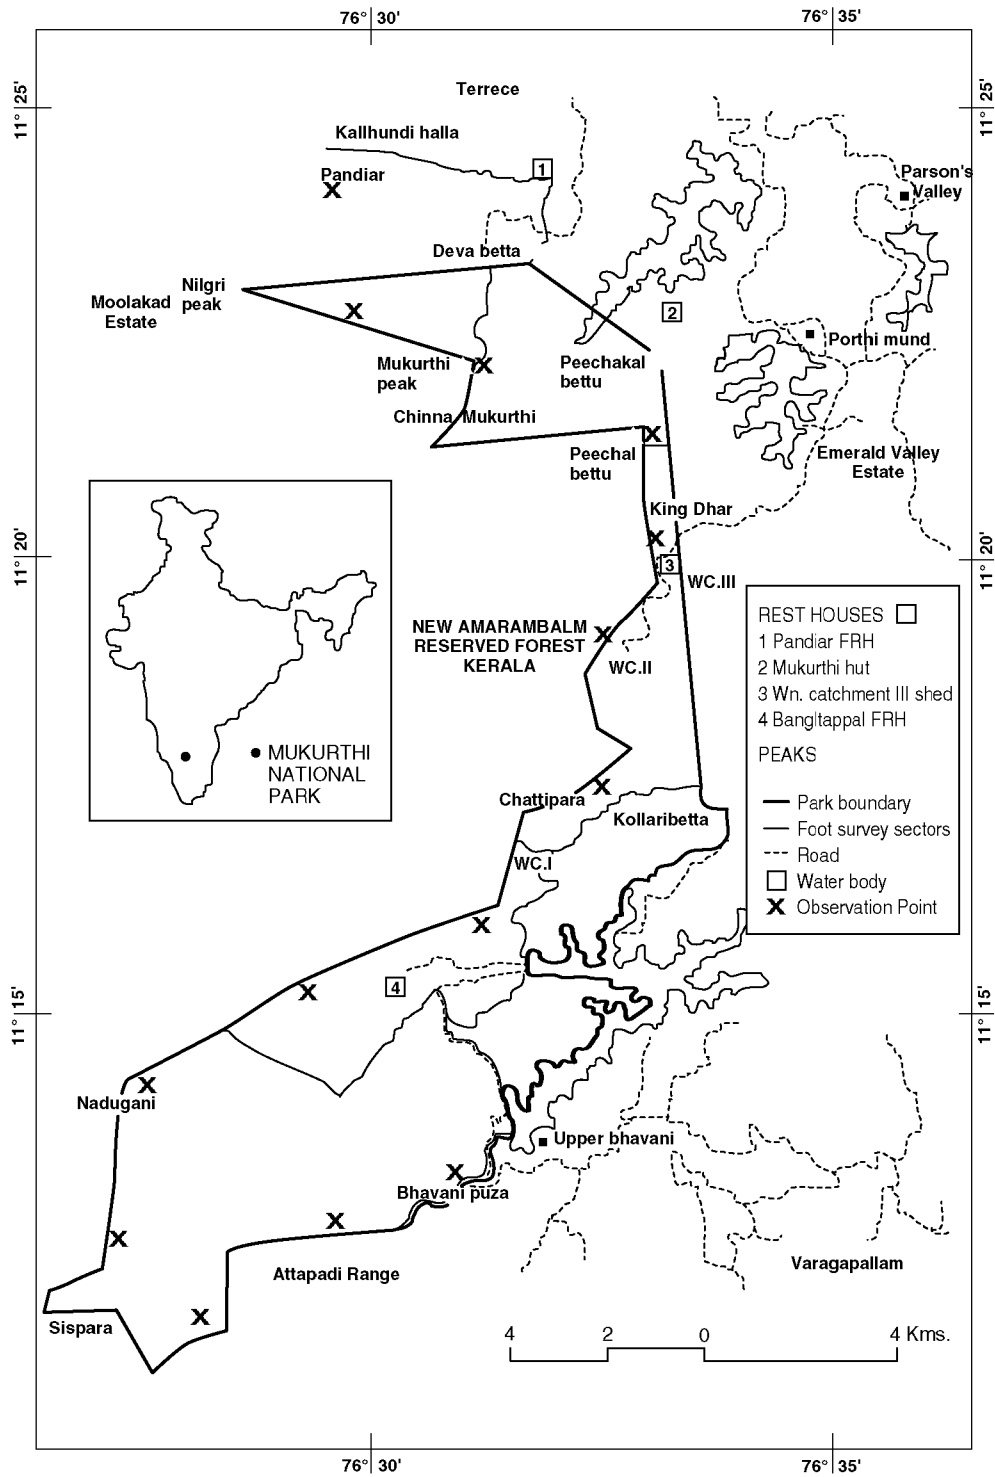 76° 30'
76° 35'
11° 25'
11° 25'
Terrece
Kallhundi halla
1
Pandiar
Parson's
Valley
Deva betta
Nilgri
peak
Moolakad
Estate
2
Porthi mund
Mukurthi
peak
Peechakal
bettu
Chinna Mukurthi
Peechal
bettu
Emerald Valley
Estate
King Dhar
11° 20'
11° 20'
3
WC.III
NEW AMARAMBALM
RESERVED FOREST
KERALA
WC.II
REST HOUSES
1 Pandiar FRH
2 Mukurthi hut
3 Wn. catchment III shed
4 Bangitappal FRH
PEAKS
Park boundary
Foot survey sectors
Road
Water body
Observation Point
MUKURTHI
NATIONAL
PARK
Chattipara
Kollaribetta
WC.I
4
11° 15'
11° 15'
Nadugani
Upper bhavani
Bhavani puza
Attapadi Range
Varagapallam
Sispara
4 2 0 4 Kms.
76° 30'
76° 35'